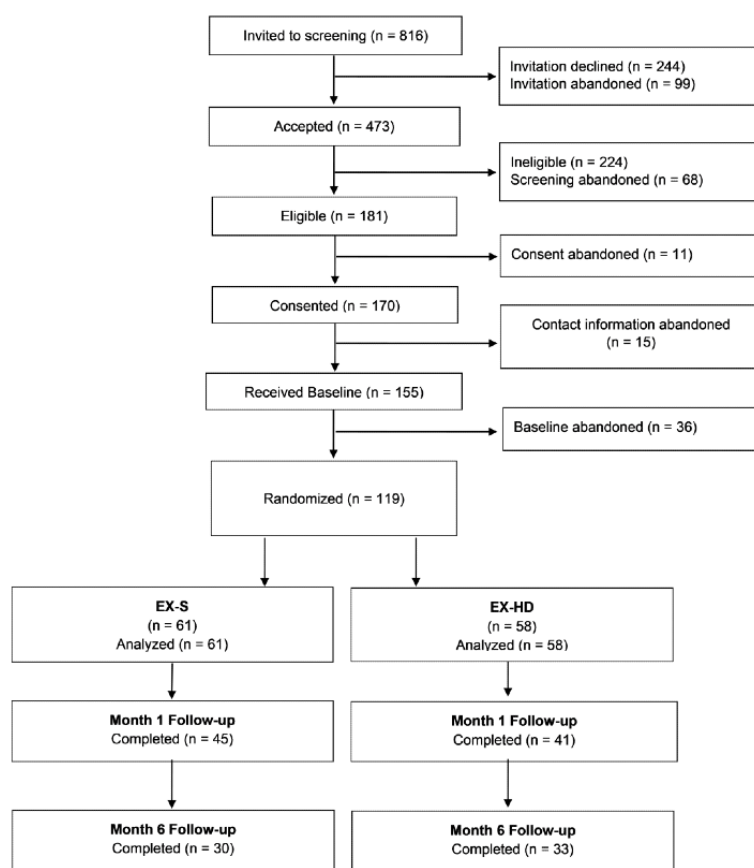 Invited to screening (n = 816)
Invitation declined (n = 244)
Invitation abandoned (n = 99)
Accepted (n = 473)
Ineligible (n = 224)
Screening abandoned (n = 68)
Eligible (n = 181)
Consent abandoned (n = 11)
Consented (n = 170)
Contact information abandoned
(n = 15)
Received Baseline (n = 155)
Baseline abandoned (n = 36)
Randomized (n = 119)
EX-S
(n = 61)
Analyzed (n = 61)
EX-HD
(n = 58)
Analyzed (n = 58)
Month 1 Follow-up
Completed (n = 45)
Month 1 Follow-up
Completed (n = 41)
Month 6 Follow-up
Completed (n = 30)
Month 6 Follow-up
Completed (n = 33)